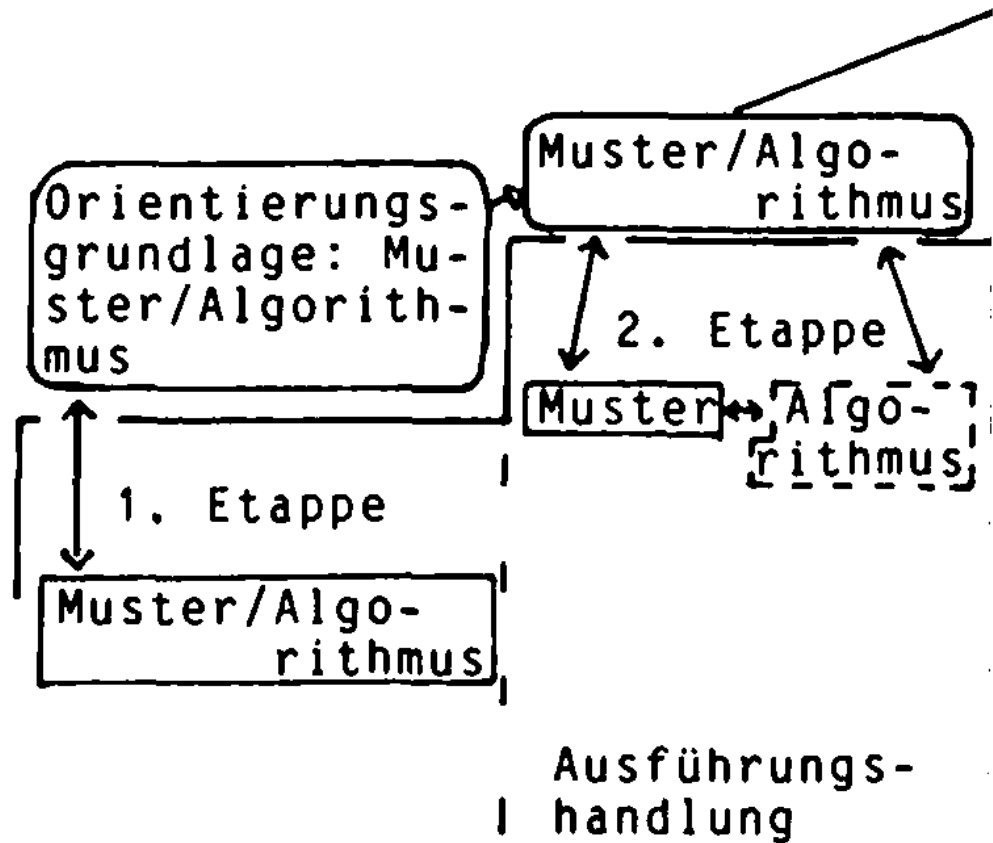 Muster/Algo-
rithmus
Orientierungs-
grundlage: Mu-
ster/Algorith-
mus
2. Etappe
Muster
Algo-
rithmus
1. Etappe
Muster/Algo-
rithmus
Ausführungs-
handlung